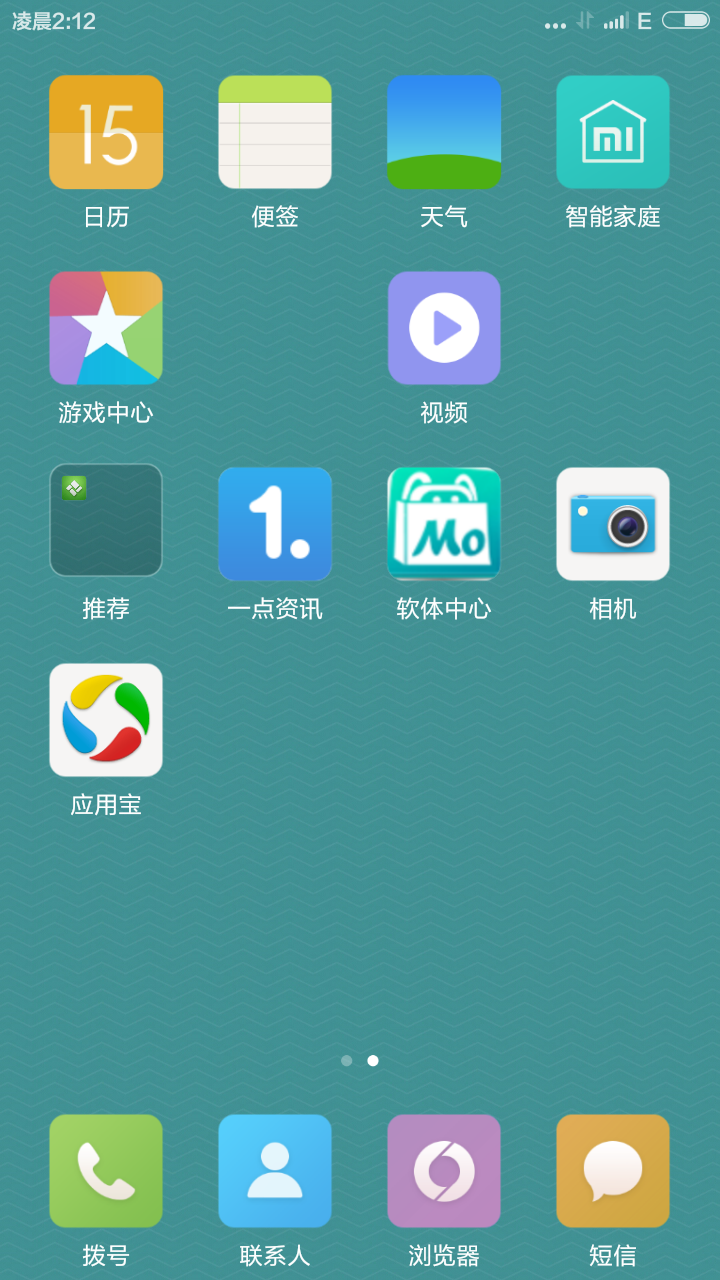 凌晨2:12
E
15
mi
日历
便签
天气
智能家庭
游戏中心
视频
1.
Mo
推荐
一点资讯
软体中心
相机
应用宝
拨号
联系人
浏览器
短信